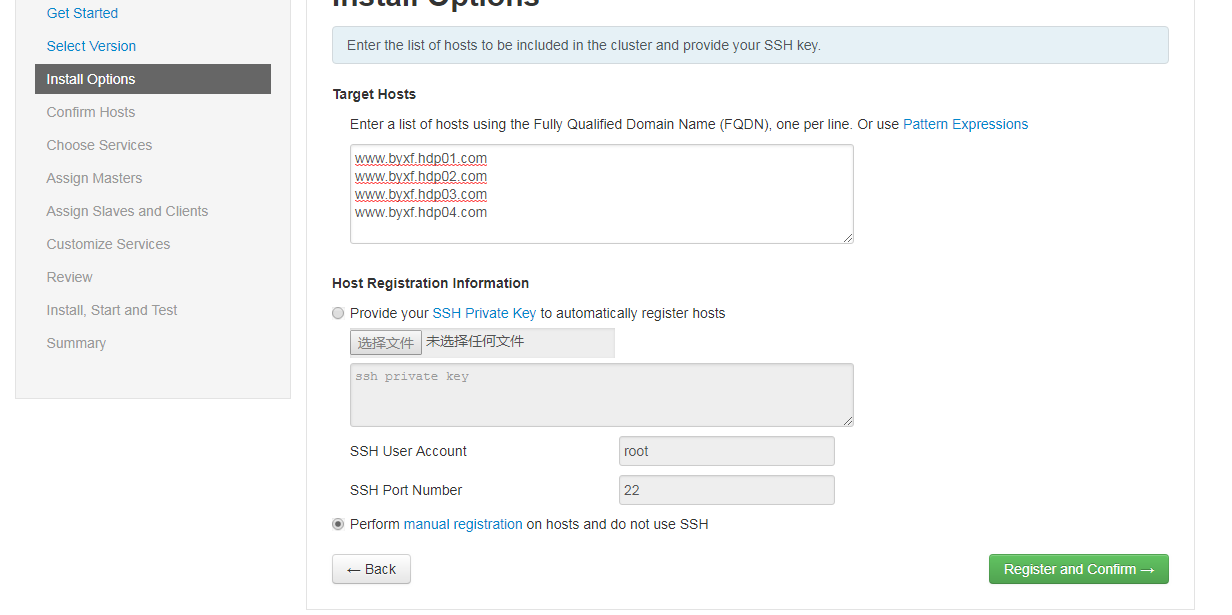 Get Started
Select Version
Install Options
Confirm Hosts
Choose Services
Assign Masters
Assign Slaves and Clients
Customize Services
Review
Install, Start and Test
Summary
Install Options
Enter the list of hosts to be included in the cluster and provide your SSH key.
Target Hosts
Enter a list of hosts using the Fully Qualified Domain Name (FQDN), one per line. Or use Pattern Expressions
www.byxf.hdp01.com
www.byxf.hdp02.com
www.byxf.hdp03.com
www.byxf.hdp04.com
Host Registration Information
Provide your SSH Private Key to automatically register hosts
选择文件 未选择任何文件
ssh private key
SSH User Account root
SSH Port Number 22
Perform manual registration on hosts and do not use SSH
← Back
Register and Confirm →